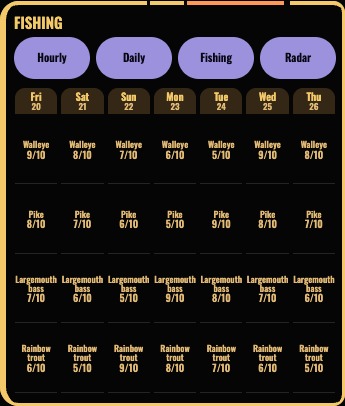 FISHING
Hourly Daily Fishing Radar
Fri Sat Sun Mon Tue Wed Thu
20 21 22 23 24 25 26
Walleye Walleye Walleye Walleye Walleye Walleye Walleye
9/10 8/10 7/10 6/10 5/10 9/10 8/10
Pike Pike Pike Pike Pike Pike Pike
8/10 7/10 6/10 5/10 9/10 8/10 7/10
Largemouth Largemouth Largemouth Largemouth Largemouth Largemouth Largemouth
bass bass bass bass bass bass bass
7/10 6/10 5/10 9/10 8/10 7/10 6/10
Rainbow Rainbow Rainbow Rainbow Rainbow Rainbow Rainbow
trout trout trout trout trout trout trout
6/10 5/10 9/10 8/10 7/10 6/10 5/10